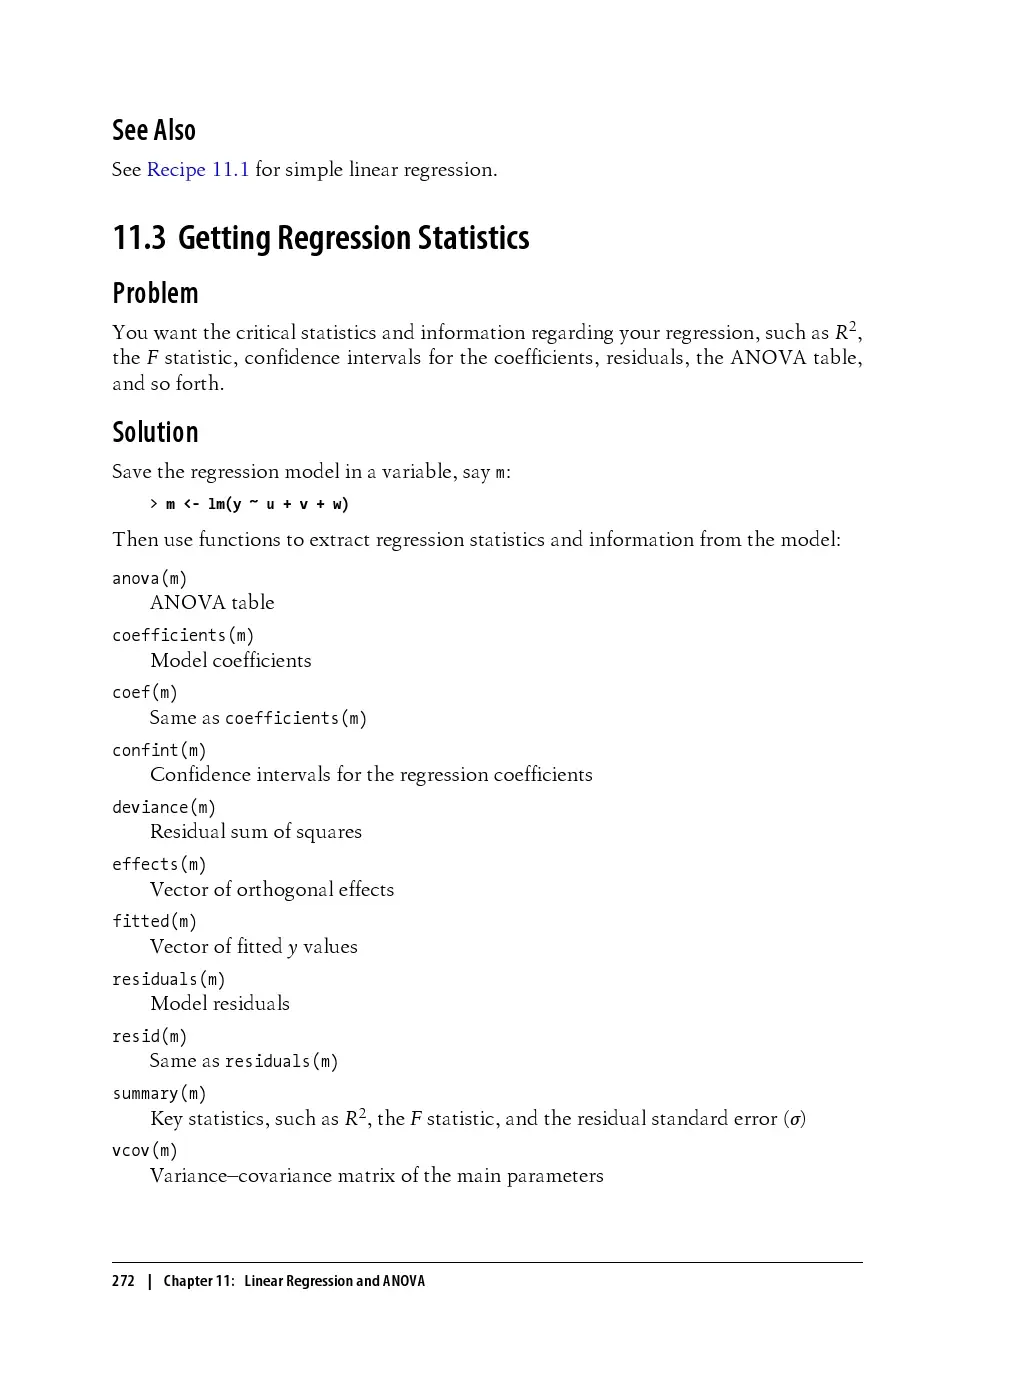 See Also
See Recipe 11.1 for simple linear regression.
11.3 Getting Regression Statistics
Problem
You want the critical statistics and information regarding your regression, such as R²,
the F statistic, confidence intervals for the coefficients, residuals, the ANOVA table,
and so forth.
Solution
Save the regression model in a variable, say m:
> m <- lm(y ~ u + v + w)
Then use functions to extract regression statistics and information from the model:
anova(m)
ANOVA table
coefficients(m)
Model coefficients
coef(m)
Same as coefficients(m)
confint(m)
Confidence intervals for the regression coefficients
deviance(m)
Residual sum of squares
effects(m)
Vector of orthogonal effects
fitted(m)
Vector of fitted y values
residuals(m)
Model residuals
resid(m)
Same as residuals(m)
summary(m)
Key statistics, such as R², the F statistic, and the residual standard error (σ)
vcov(m)
Variance–covariance matrix of the main parameters
272 | Chapter 11: Linear Regression and ANOVA